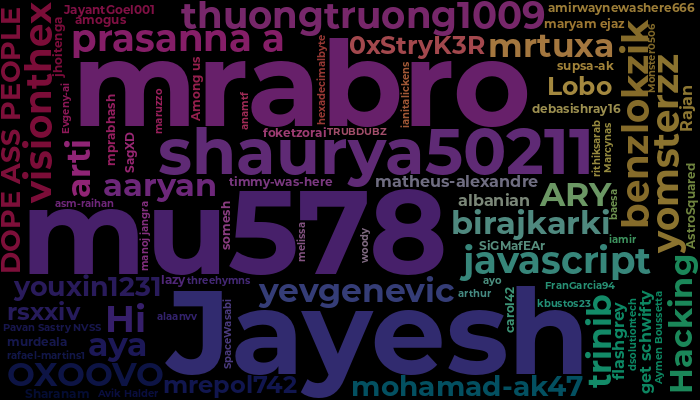 DOPE ASS PEOPLE
visionthex
JayantGoel001
amogus
jhoitenga
prasanna a
thuongtruong1009
amirwaynewashere666
maryam ejaz
Monster0506
0xStryK3R
mrtuxa
supsa-ak
Lobo
debasishray16
benzlokzik
yomsterzz
Rajan
Astrosquared
mrabro
Evgeny-ai
mprabhash
SagXD
maruzzo
Among us
anamtf
hexadecimalbyte
ianitalickens
foketzorai
TRUBDUBZ
arti
shaurya50211
rithiksarab
Marcynas
aaryan
timmy-was-here
matheus-alexandre
albanian
ARY
baesa
asm-raihan
manoj jangra
mu578
somesh
melissa
woody
birajkarki
iamir
SiGMafEAr
javascript
youxin1231
lazy
threehymns
yevgenevic
arthur
ayo
FranGarcia94
carol42
kbustos23
rsxxiv
Hi
alaanvv
Pavan Sastry NVSS
murdeala
rafael-martins1
aya
SpaceWasabi
Jayesh
trinib
flashgrey
dsolutiontech
get schwifty
Aymen Boussetta
Hacking
OXOOVO
Sharanam
Avik Halder
mrepol742
mohamad-ak47